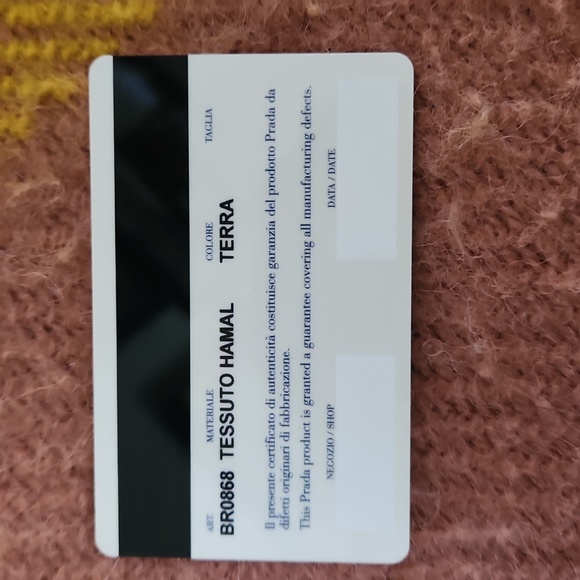 ART. MATERIALE COLORE TAGLIA
BR0868 TESSUTO HAMAL TERRA
Il presente certificato di autenticità costituisce garanzia del prodotto Prada da
difetti originari di fabbricazione.
This Prada product is granted a guarantee covering all manufacturing defects.
NEGOZIO / SHOP DATA / DATE